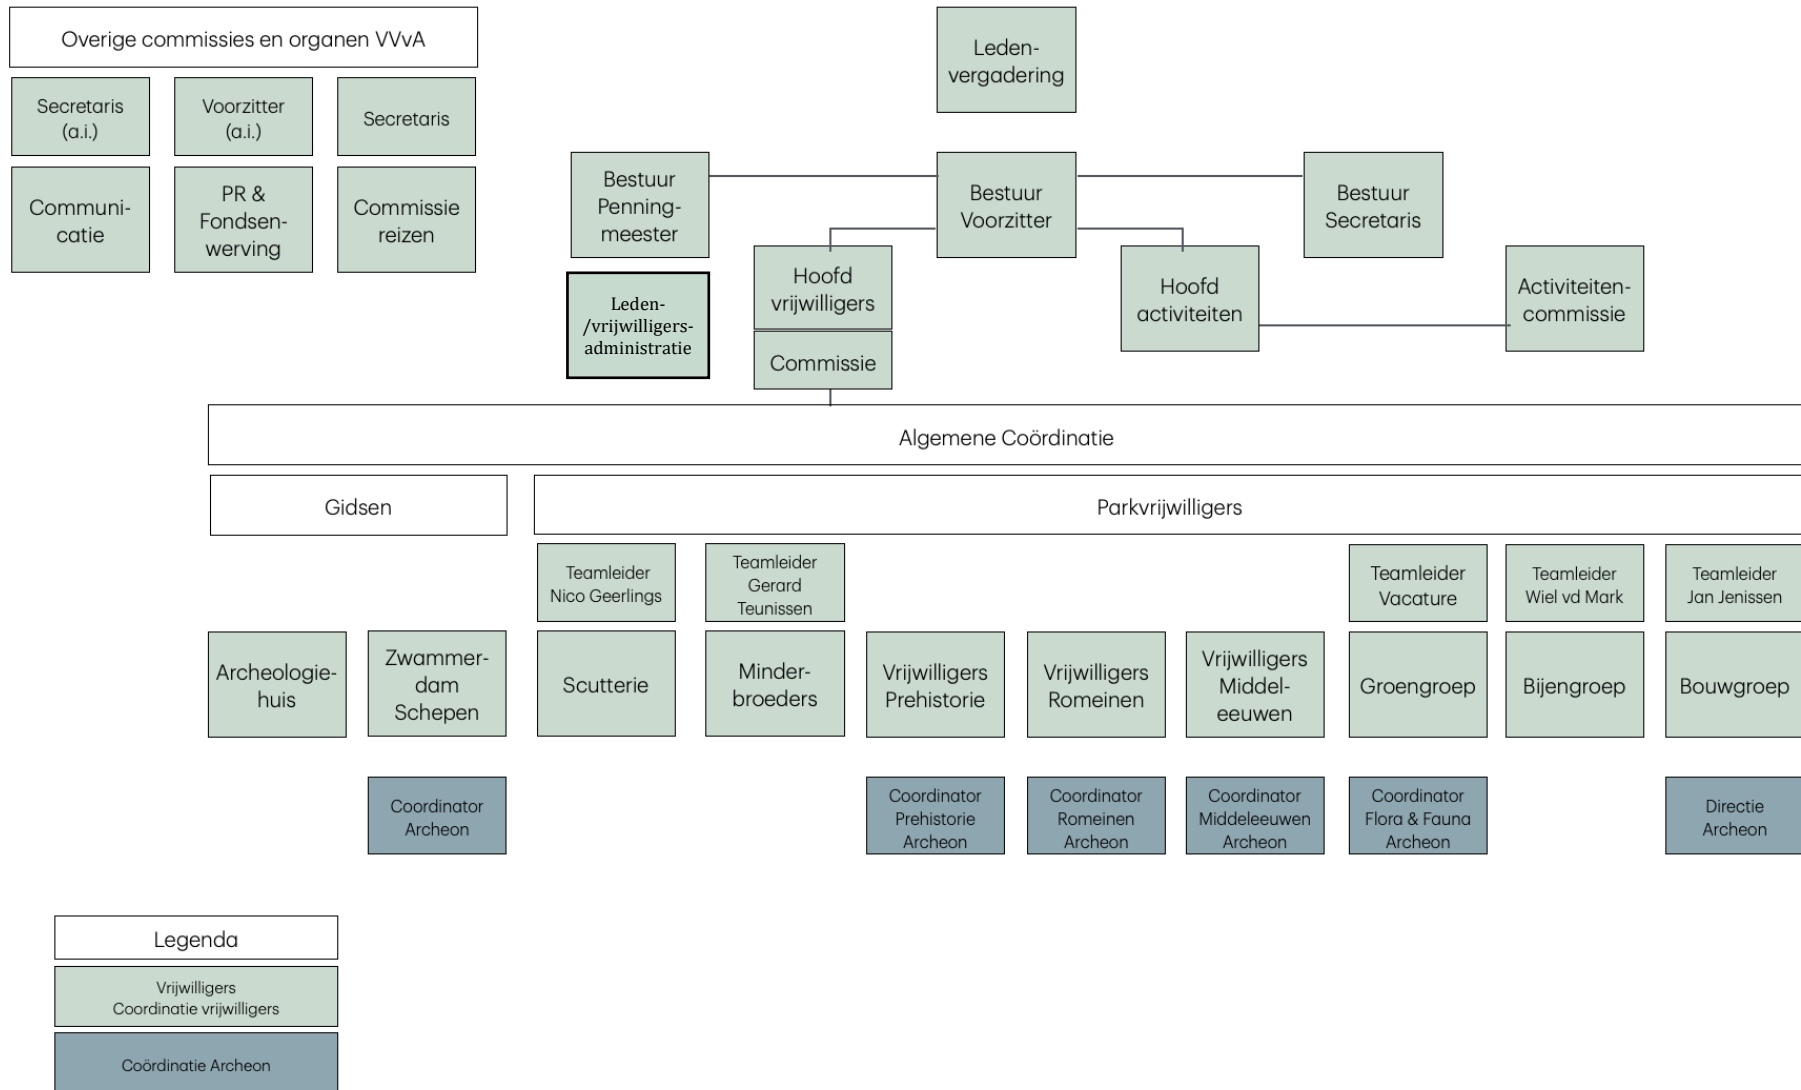 Overige commissies en organen VVvA
Secretaris
(a.i.)
Voorzitter
(a.i.)
Secretaris
Communi-
catie
PR &
Fondsen-
werving
Commissie
reizen
Leden-
vergadering
Bestuur
Penning-
meester
Bestuur
Voorzitter
Bestuur
Secretaris
Leden-
/vrijwilligers-
administratie
Hoofd
vrijwilligers
Commissie
Hoofd
activiteiten
Activiteiten-
commissie
Algemene Coördinatie
Gidsen
Parkvrijwilligers
Teamleider
Nico Geerlings
Teamleider
Gerard
Teunissen
Teamleider
Vacature
Teamleider
Wiel vd Mark
Teamleider
Jan Jenissen
Archeologie-
huis
Zwammer-
dam
Schepen
Scutterie
Minder-
broeders
Vrijwilligers
Prehistorie
Vrijwilligers
Romeinen
Vrijwilligers
Middel-
eeuwen
Groengroep
Bijengroep
Bouwgroep
Coordinator
Archeon
Coordinator
Prehistorie
Archeon
Coordinator
Romeinen
Archeon
Coordinator
Middeleeuwen
Archeon
Coordinator
Flora & Fauna
Archeon
Directie
Archeon
Legenda
Vrijwilligers
Coordinatie vrijwilligers
Coördinatie Archeon